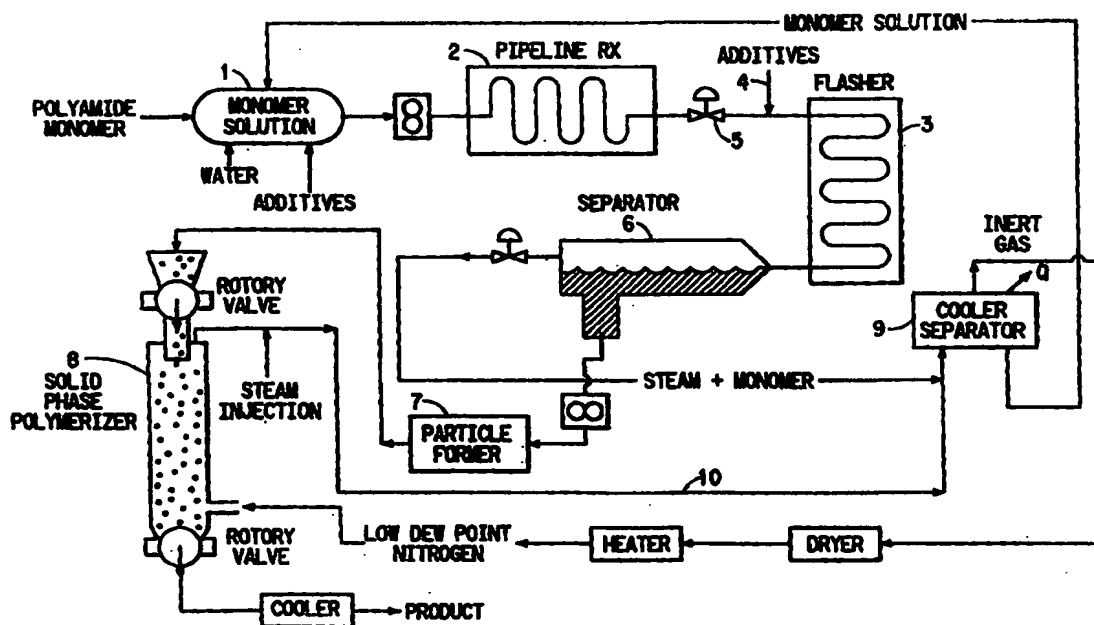 MONOMER SOLUTION
2
PIPELINE RX
1
ADDITIVES
4
FLASHER
POLYAMIDE
MONOMER
MONOMER
SOLUTION
5
3
WATER
ADDITIVES
SEPARATOR
6
INERT
GAS
Q
ROTORY
VALVE
9
COOLER
SEPARATOR
8
SOLID
PHASE
POLYMERIZER
STEAM
INJECTION
STEAM + MONOMER
7
PARTICLE
FORMER
10
ROTORY
VALVE
LOW DEW POINT
NITROGEN
HEATER
DRYER
COOLER
PRODUCT